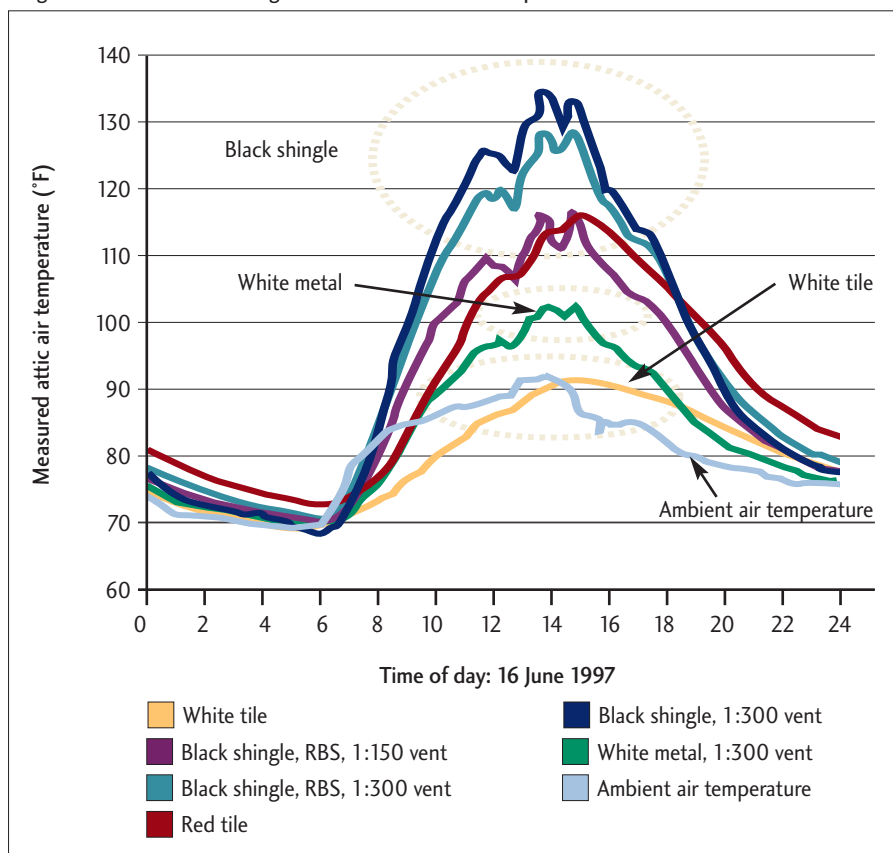 140
130
120
110
100
90
80
70
60
Measured attic air temperature (˚F)
Black shingle
White metal
White tile
Ambient air temperature
0 2 4 6 8 10 12 14 16 18 20 22 24
Time of day: 16 June 1997
White tile
Black shingle, RBS, 1:150 vent
Black shingle, RBS, 1:300 vent
Red tile
Black shingle, 1:300 vent
White metal, 1:300 vent
Ambient air temperature